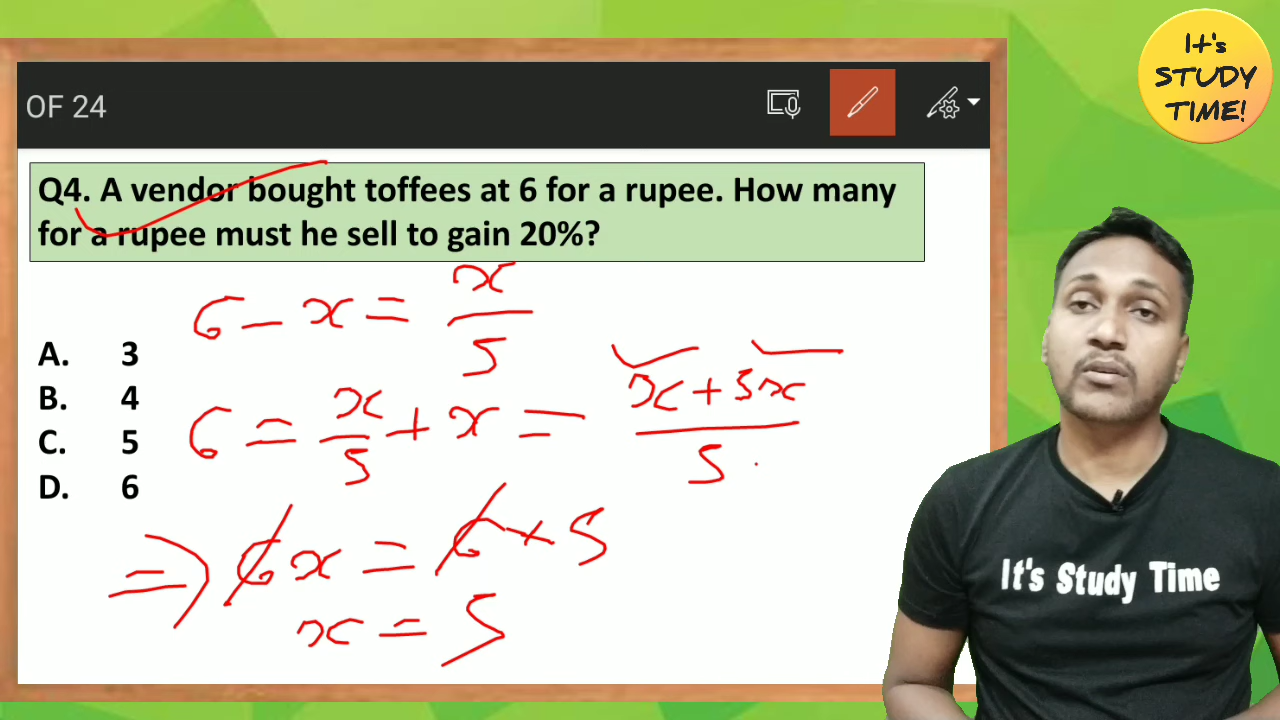 It's
STUDY
TIME!
OF 24
Q4. A vendor bought toffees at 6 for a rupee. How many
for a rupee must he sell to gain 20%?
6 - x = x/5
A. 3
B. 4
C. 5
D. 6
6 = x/5 + x = x + 5x/5
⇒ 6x = 6 × 5
x = 5
It's Study Time